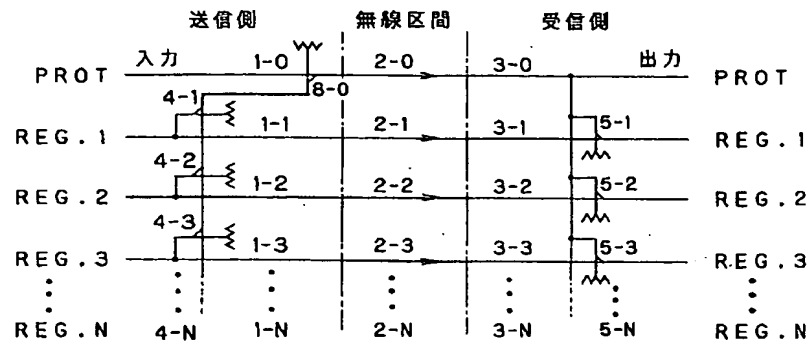 送信側 無線区間 受信側
入力 1-0 2-0 3-0 出力
PROT 8-0 PROT
4-1
REG.1 1-1 2-1 3-1 5-1 REG.1
4-2
REG.2 1-2 2-2 3-2 5-2 REG.2
4-3
REG.3 1-3 2-3 3-3 5-3 REG.3
REG.N 4-N 1-N 2-N 3-N 5-N REG.N